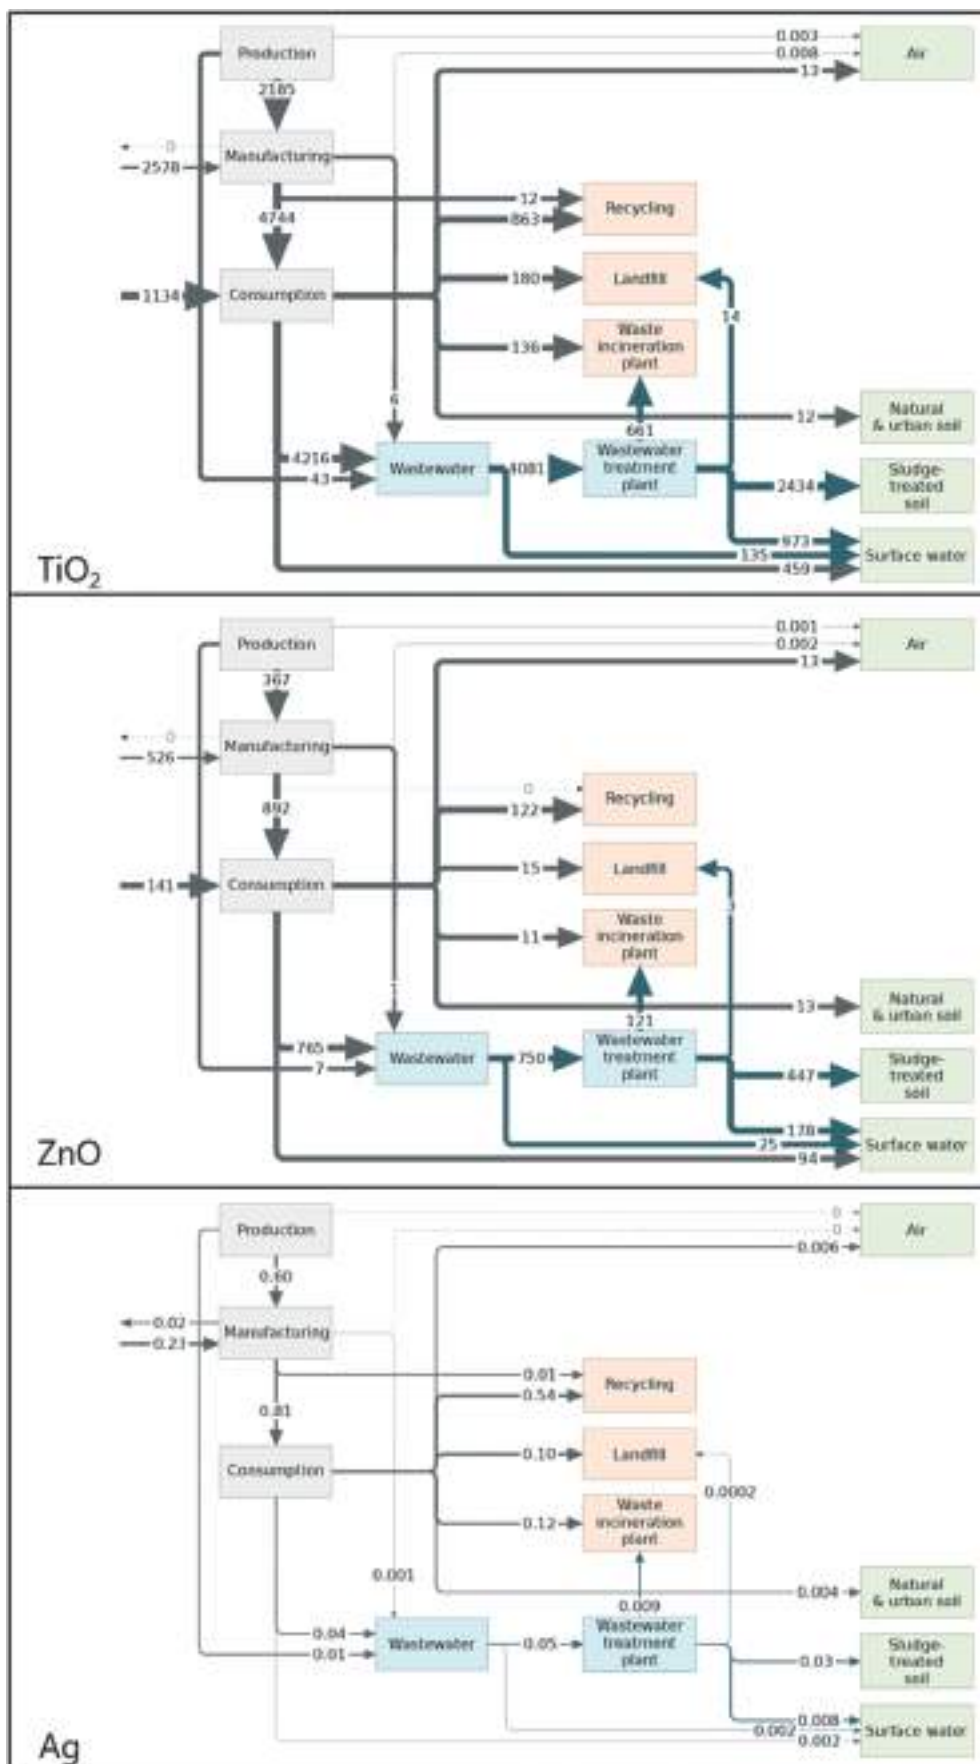 0.003
Production
Air
0.008
13
2185
0
Manufacturing
2578
12
Recycling
863
4744
180
Landfill
1134
Consumption
14
Waste
incineration
plant
136
6
12
Natural
& urban soil
661
4216
Wastewater
4081
Wastewater
treatment
plant
2434
Sludge-
treated
soil
43
973
135
Surface water
459
TiO₂
0.001
Production
Air
0.002
13
367
0
Manufacturing
526
0
Recycling
892
122
15
Landfill
141
Consumption
Waste
incineration
plant
11
13
Natural
& urban soil
121
765
Wastewater
750
Wastewater
treatment
plant
447
Sludge-
treated
soil
7
178
25
Surface water
94
ZnO
0
Production
Air
0
0.006
0.60
0.02
Manufacturing
0.23
0.01
Recycling
0.54
0.81
0.10
Landfill
Consumption
0.0002
Waste
incineration
plant
0.12
0.001
0.004
Natural
& urban soil
0.009
0.04
Wastewater
0.05
Wastewater
treatment
plant
0.03
Sludge-
treated
soil
0.01
0.008
0.002
Surface water
0.002
Ag